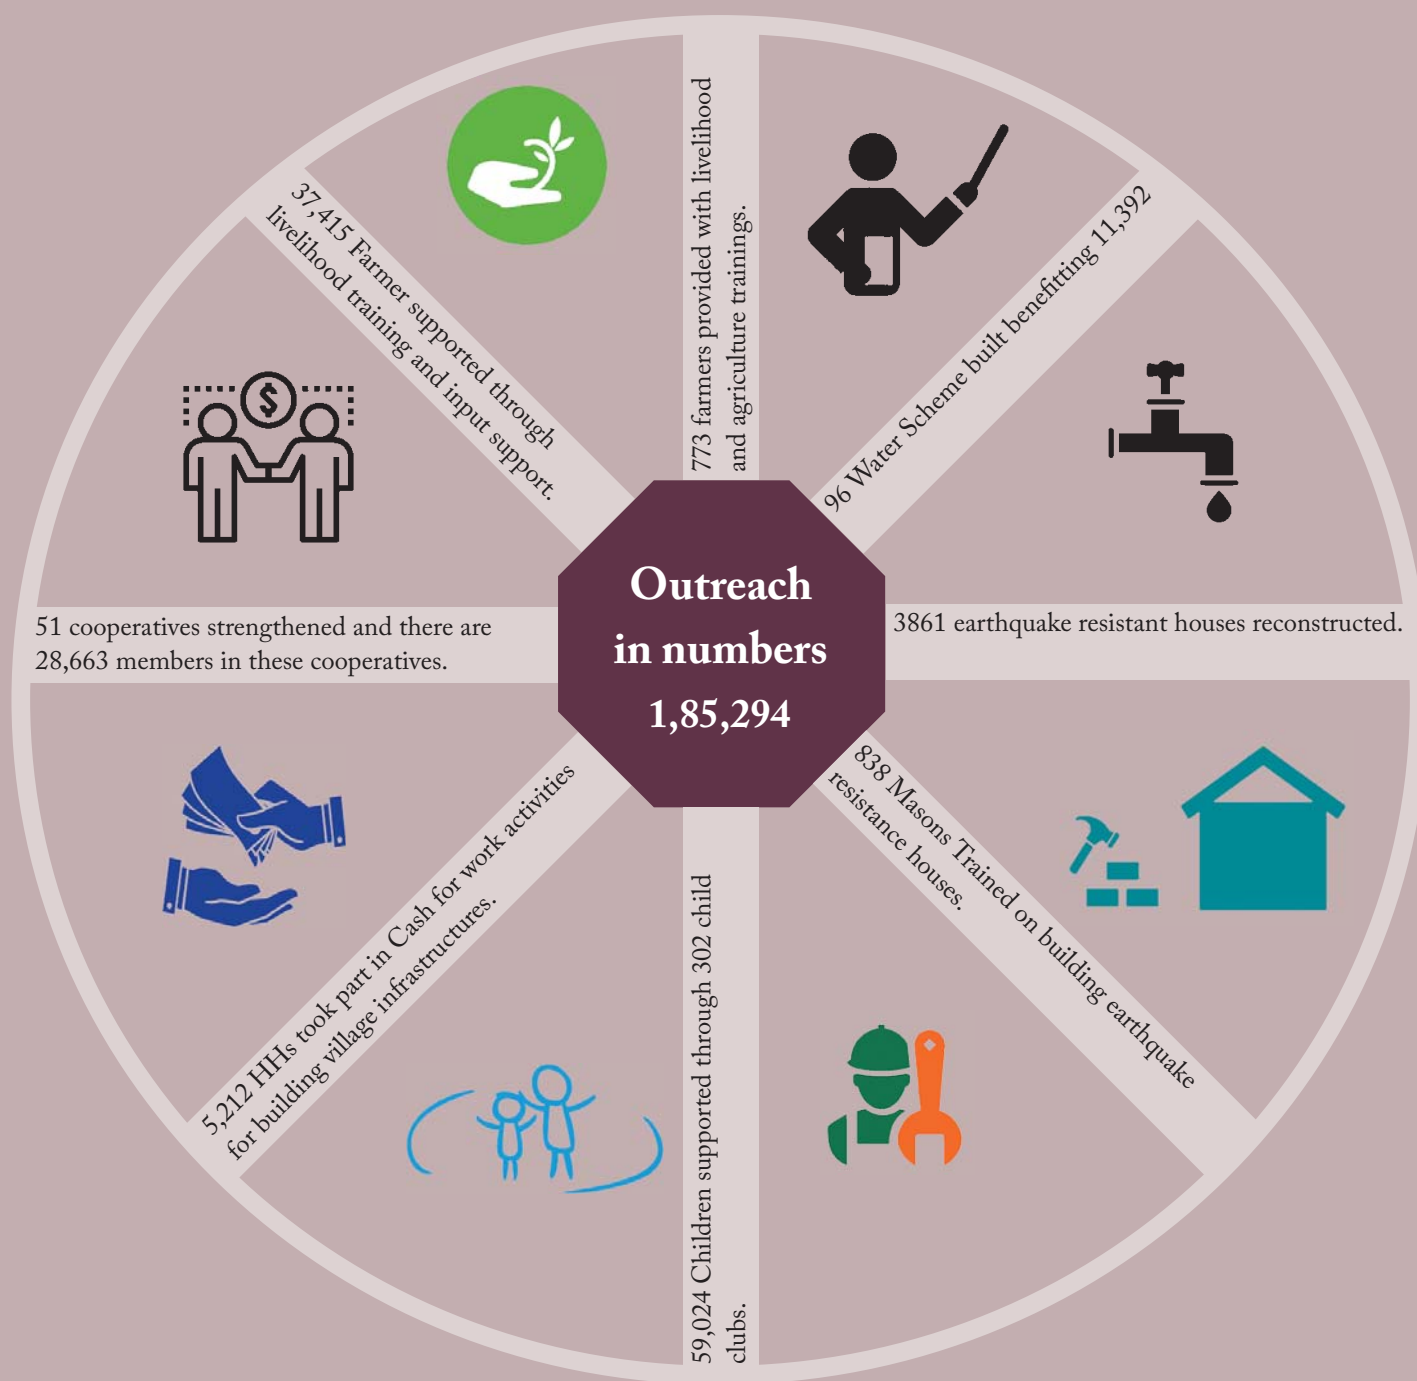 Outreach
in numbers
1,85,294
773 farmers provided with livelihood
and agriculture trainings.
96 Water Scheme built benefitting 11,392
3861 earthquake resistant houses reconstructed.
838 Masons Trained on building earthquake
resistance houses.
59,024 Children supported through 302 child
clubs.
5,212 HHs took part in Cash for work activities
for building village infrastructures.
51 cooperatives strengthened and there are
28,663 members in these cooperatives.
37,415 Farmer supported through
livelihood training and input support.
$